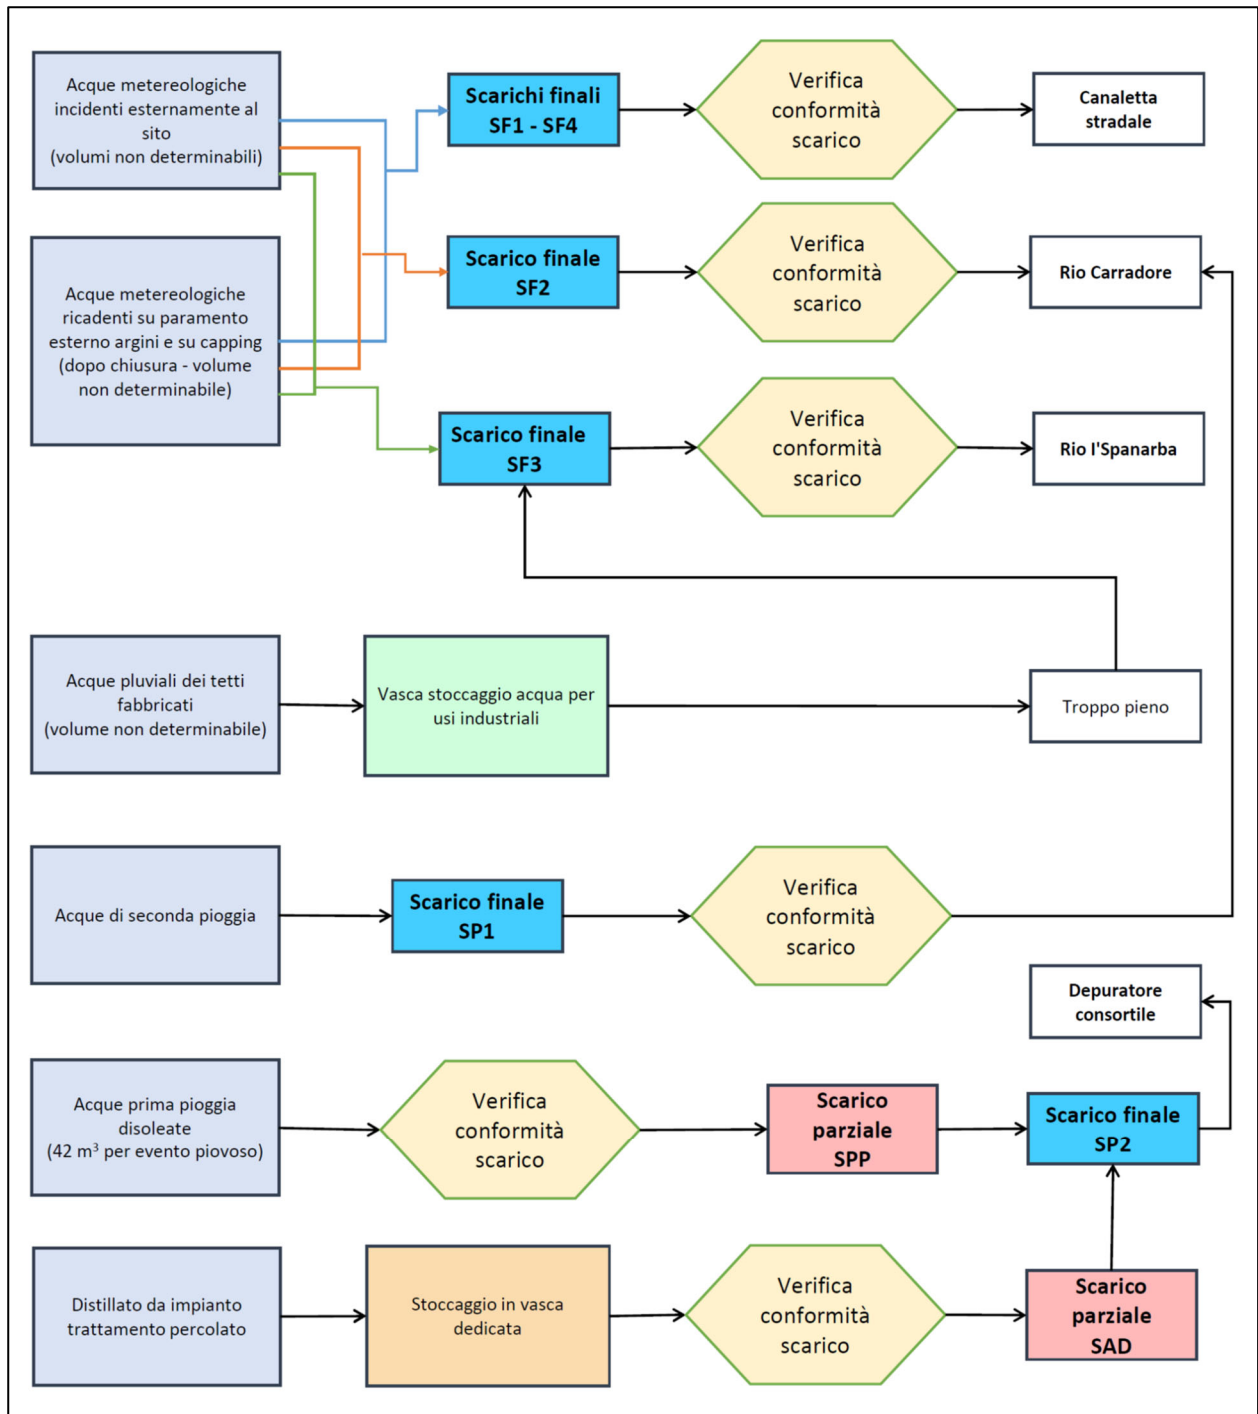 Acque metereologiche
incidenti esternamente al
sito
(volumi non determinabili)
Scarichi finali
SF1 - SF4
Verifica
conformità
scarico
Canaletta
stradale
Acque metereologiche
ricadenti su paramento
esterno argini e su capping
(dopo chiusura - volume
non determinabile)
Scarico finale
SF2
Verifica
conformità
scarico
Rio Carradore
Scarico finale
SF3
Verifica
conformità
scarico
Rio I'Spanarba
Acque pluviali dei tetti
fabbricati
(volume non determinabile)
Vasca stoccaggio acqua per
usi industriali
Troppo pieno
Acque di seconda pioggia
Scarico finale
SP1
Verifica
conformità
scarico
Depuratore
consortile
Acque prima pioggia
disoleate
(42 m³ per evento piovoso)
Verifica
conformità
scarico
Scarico
parziale
SPP
Scarico finale
SP2
Distillato da impianto
trattamento percolato
Stoccaggio in vasca
dedicata
Verifica
conformità
scarico
Scarico
parziale
SAD